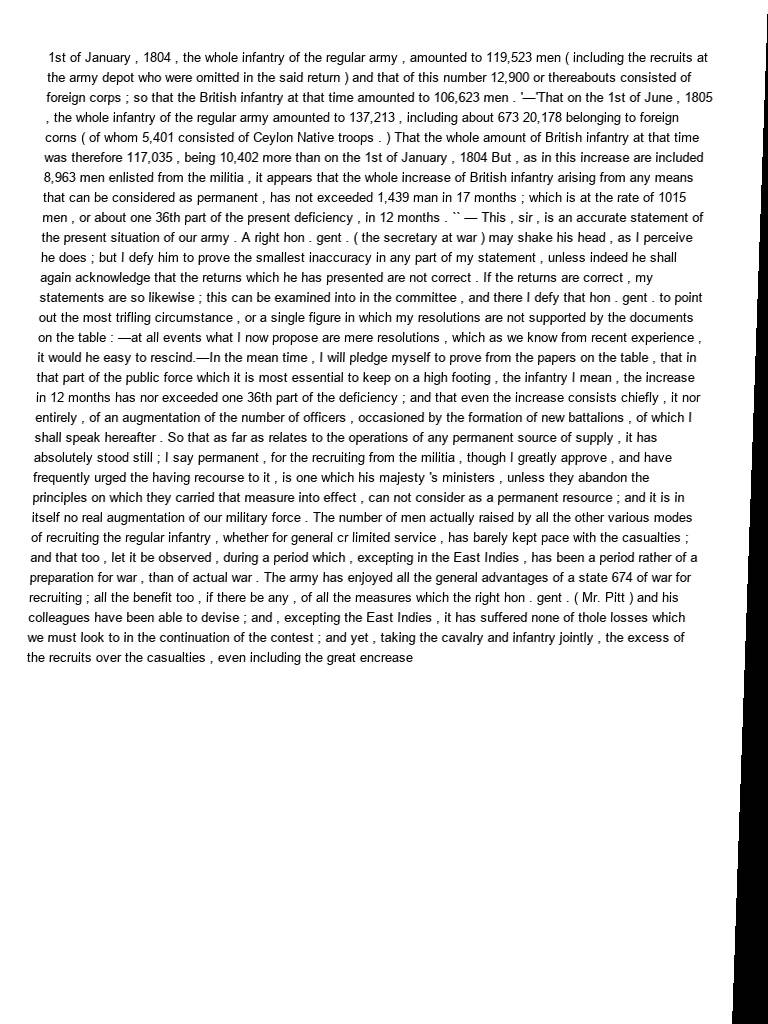 1st of January , 1804 , the whole infantry of the regular army , amounted to 119,523 men ( including the recruits at
the army depot who were omitted in the said return ) and that of this number 12,900 or thereabouts consisted of
foreign corps ; so that the British infantry at that time amounted to 106,623 men . '—'That on the 1st of June , 1805
, the whole infantry of the regular army amounted to 137,213 , including about 673 20,178 belonging to foreign
corns ( of whom 5,401 consisted of Ceylon Native troops . ) That the whole amount of British infantry at that time
was therefore 117,035 , being 10,402 more than on the 1st of January , 1804 But , as in this increase are included
8,963 men enlisted from the militia , it appears that the whole increase of British infantry arising from any means
that can be considered as permanent , has not exceeded 1,439 man in 17 months ; which is at the rate of 1015
men , or about one 36th part of the present deficiency , in 12 months . `` — This , sir , is an accurate statement of
the present situation of our army . A right hon . gent . ( the secretary at war ) may shake his head , as I perceive
he does ; but I defy him to prove the smallest inaccuracy in any part of my statement , unless indeed he shall
again acknowledge that the returns which he has presented are not correct . If the returns are correct , my
statements are so likewise ; this can be examined into in the committee , and there I defy that hon . gent . to point
out the most trifling circumstance , or a single figure in which my resolutions are not supported by the documents
on the table : —at all events what I now propose are mere resolutions , which as we know from recent experience ,
it would he easy to rescind.—In the mean time , I will pledge myself to prove from the papers on the table , that in
that part of the public force which it is most essential to keep on a high footing , the infantry I mean , the increase
in 12 months has nor exceeded one 36th part of the deficiency ; and that even the increase consists chiefly , it nor
entirely , of an augmentation of the number of officers , occasioned by the formation of new battalions , of which I
shall speak hereafter . So that as far as relates to the operations of any permanent source of supply , it has
absolutely stood still ; I say permanent , for the recruiting from the militia , though I greatly approve , and have
frequently urged the having recourse to it , is one which his majesty 's ministers , unless they abandon the
principles on which they carried that measure into effect , can not consider as a permanent resource ; and it is in
itself no real augmentation of our military force . The number of men actually raised by all the other various modes
of recruiting the regular infantry , whether for general cr limited service , has barely kept pace with the casualties ;
and that too , let it be observed , during a period which , excepting in the East Indies , has been a period rather of a
preparation for war , than of actual war . The army has enjoyed all the general advantages of a state 674 of war for
recruiting ; all the benefit too , if there be any , of all the measures which the right hon . gent . ( Mr. Pitt ) and his
colleagues have been able to devise ; and , excepting the East Indies , it has suffered none of thole losses which
we must look to in the continuation of the contest ; and yet , taking the cavalry and infantry jointly , the excess of
the recruits over the casualties , even including the great encrease